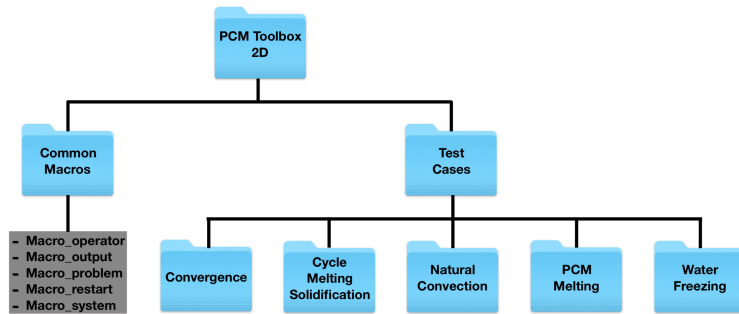 PCM Toolbox
2D
Common
Macros
Test
Cases
- Macro_operator
- Macro_output
- Macro_problem
- Macro_restart
- Macro_system
Convergence
Cycle
Melting
Solidification
Natural
Convection
PCM
Melting
Water
Freezing